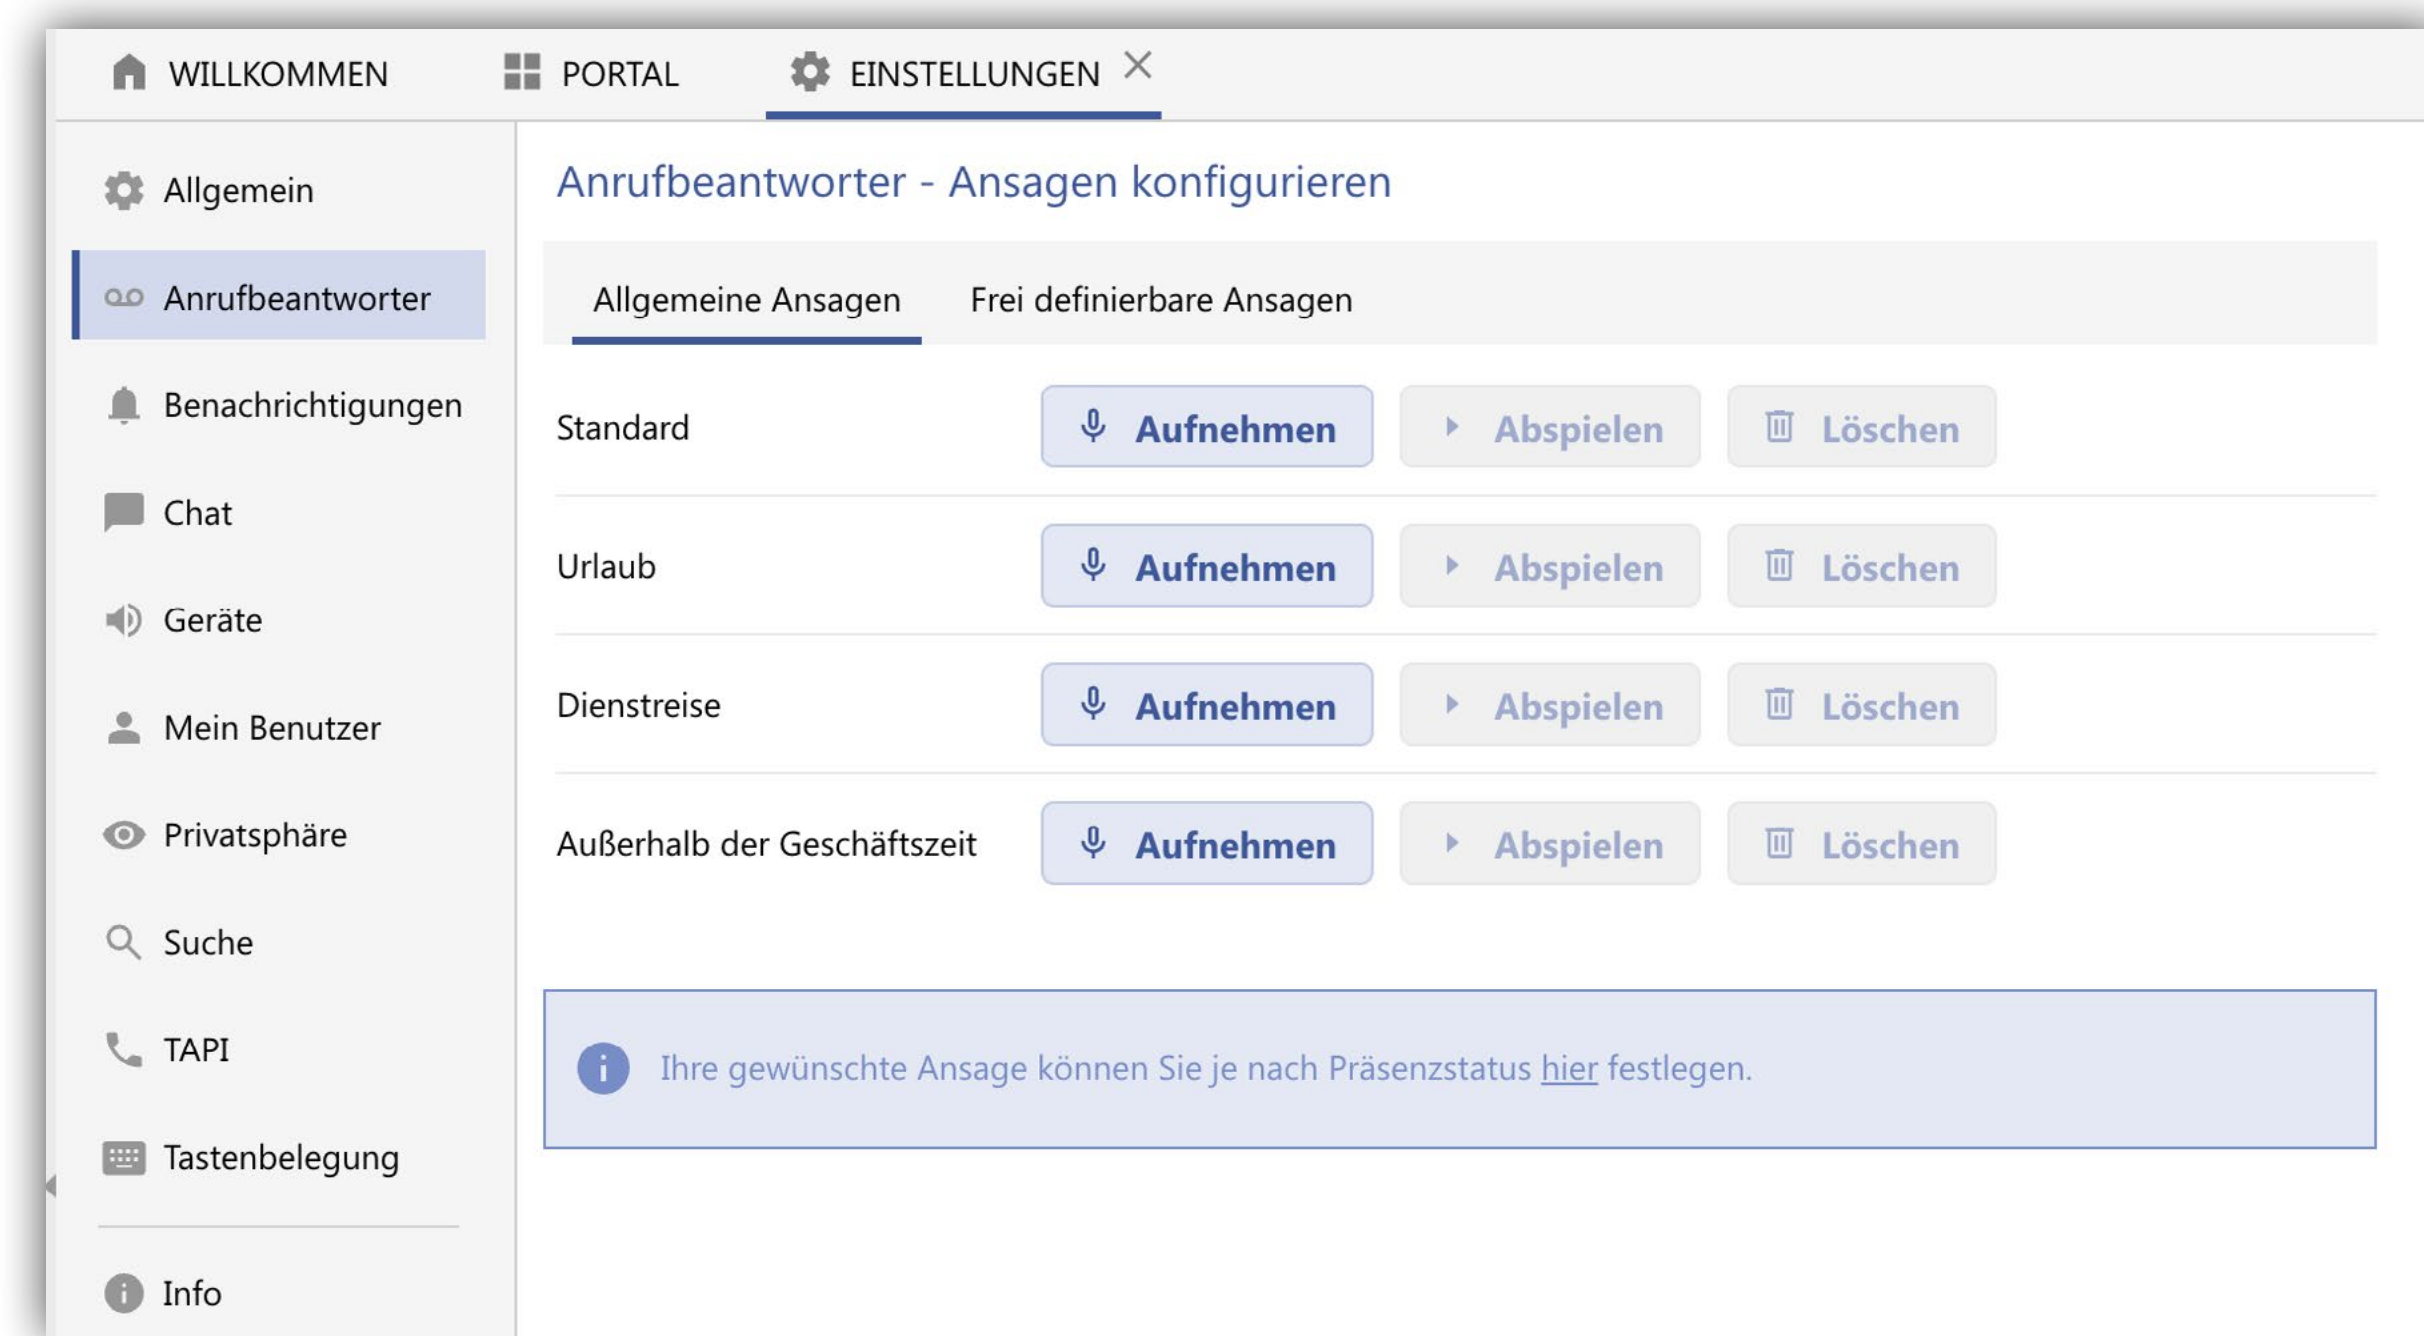 WILLKOMMEN PORTAL EINSTELLUNGEN
Allgemein
Anrufbeantworter
Benachrichtigungen
Chat
Geräte
Mein Benutzer
Privatsphäre
Suche
TAPI
Tastenbelegung
Info
Anrufbeantworter - Ansagen konfigurieren
Allgemeine Ansagen Frei definierbare Ansagen
Standard Aufnehmen Abspielen Löschen
Urlaub Aufnehmen Abspielen Löschen
Dienstreise Aufnehmen Abspielen Löschen
Außerhalb der Geschäftszeit Aufnehmen Abspielen Löschen
Ihre gewünschte Ansage können Sie je nach Präsenzstatus hier festlegen.